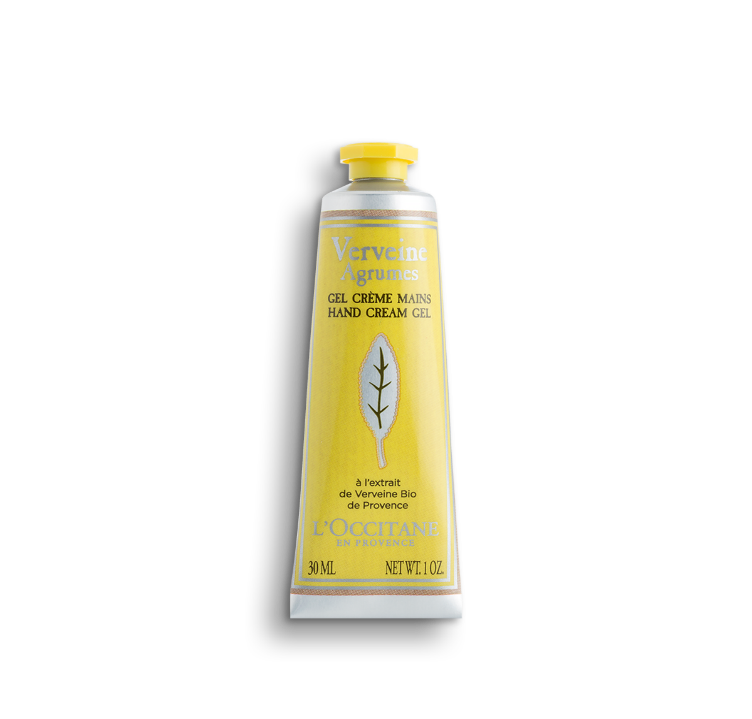 Verveine
Agrumes
GEL CRÈME MAINS
HAND CREAM GEL
à l'extrait
de Verveine Bio
de Provence
L'OCCITANE
EN PROVENCE
30 ML NET WT. 1 OZ.